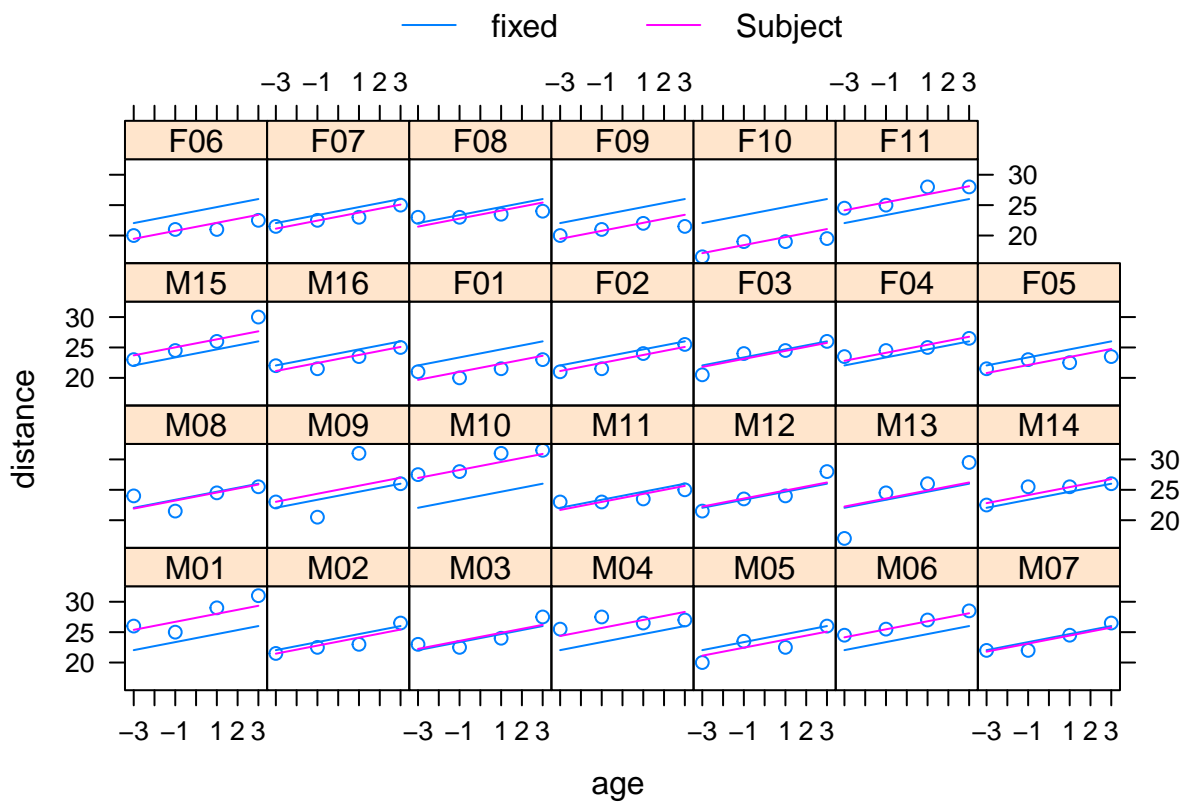 fixed Subject
−3 −1 1 2 3 −3 −1 1 2 3 −3 −1 1 2 3
F06 F07 F08 F09 F10 F11
30
25
20
M15 M16 F01 F02 F03 F04 F05
30
25
20
M08 M09 M10 M11 M12 M13 M14
30
25
20
M01 M02 M03 M04 M05 M06 M07
30
25
20
−3 −1 1 2 3 −3 −1 1 2 3 −3 −1 1 2 3 −3 −1 1 2 3
distance
age